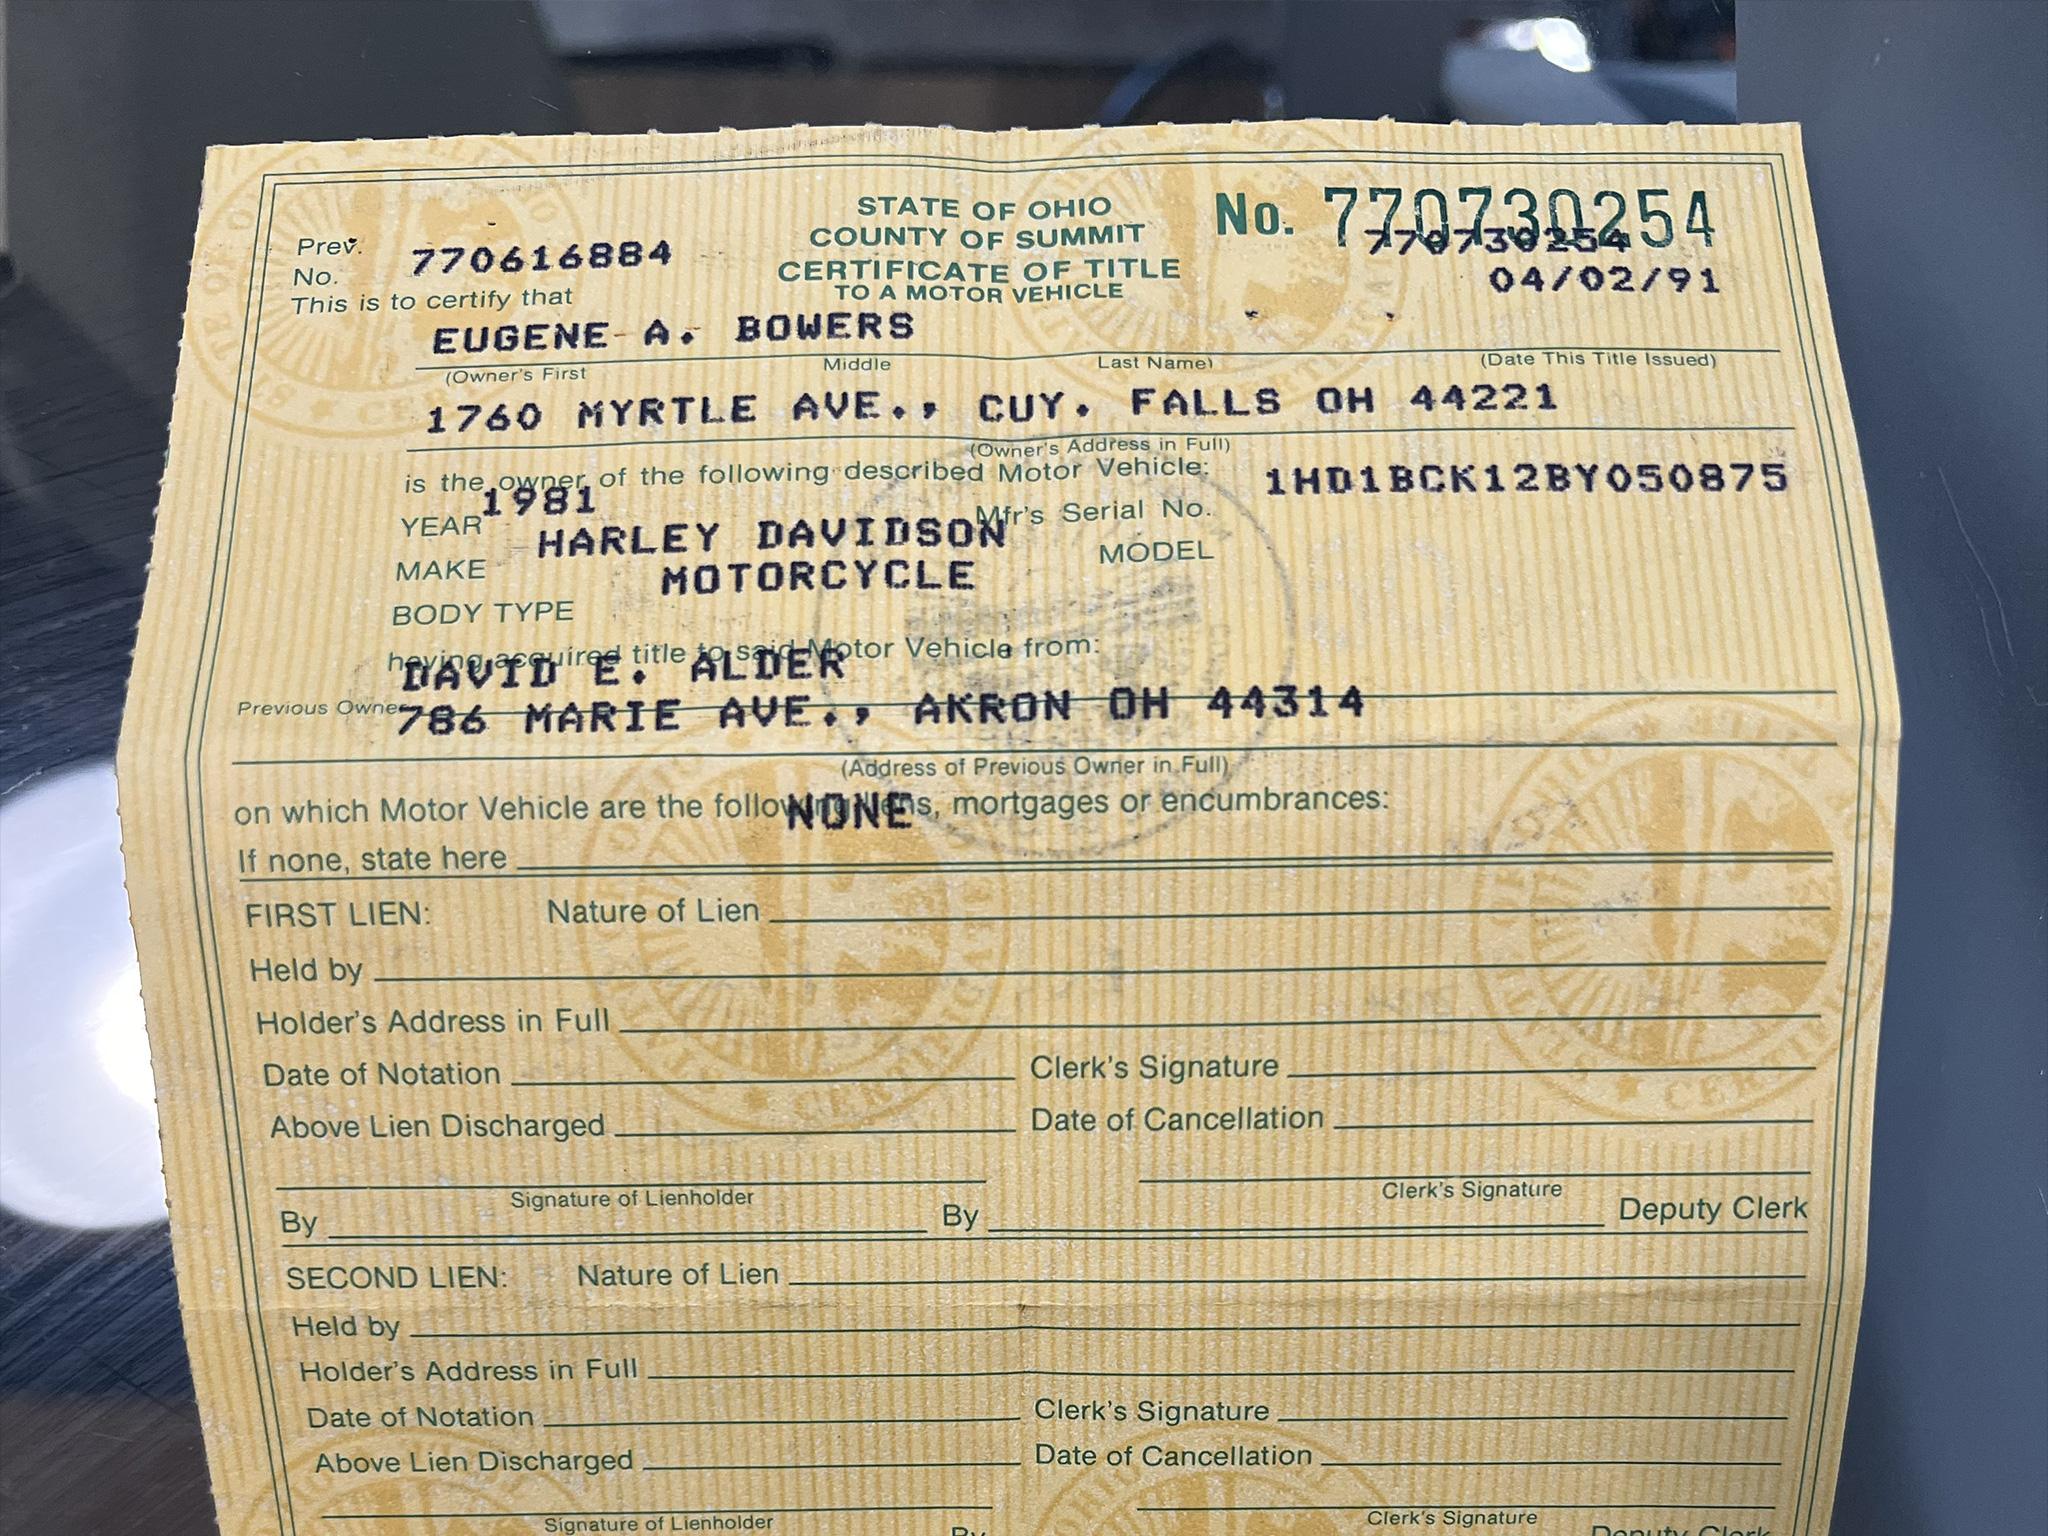 STATE OF OHIO
COUNTY OF SUMMIT
CERTIFICATE OF TITLE
TO A MOTOR VEHICLE
No. 770730254
770730254
04/02/91
Prev. No. 770616884
This is to certify that
EUGENE A. BOWERS
(Owner's First Middle Last Name) (Date This Title Issued)
1760 MYRTLE AVE., CUY. FALLS OH 44221
(Owner's Address in Full)
is the owner of the following described Motor Vehicle:
YEAR 1981 Mfr's Serial No. 1HD1BCK12BY050875
MAKE HARLEY DAVIDSON MODEL
BODY TYPE MOTORCYCLE
having acquired title to said Motor Vehicle from:
DAVID E. ALDER
Previous Owner
786 MARIE AVE., AKRON OH 44314
(Address of Previous Owner in Full)
on which Motor Vehicle are the following liens, mortgages or encumbrances:
NONE
If none, state here
FIRST LIEN: Nature of Lien
Held by
Holder's Address in Full
Date of Notation Clerk's Signature
Above Lien Discharged Date of Cancellation
Signature of Lienholder Clerk's Signature
By By Deputy Clerk
SECOND LIEN: Nature of Lien
Held by
Holder's Address in Full
Date of Notation Clerk's Signature
Above Lien Discharged Date of Cancellation
Signature of Lienholder Clerk's Signature
By Deputy Clerk